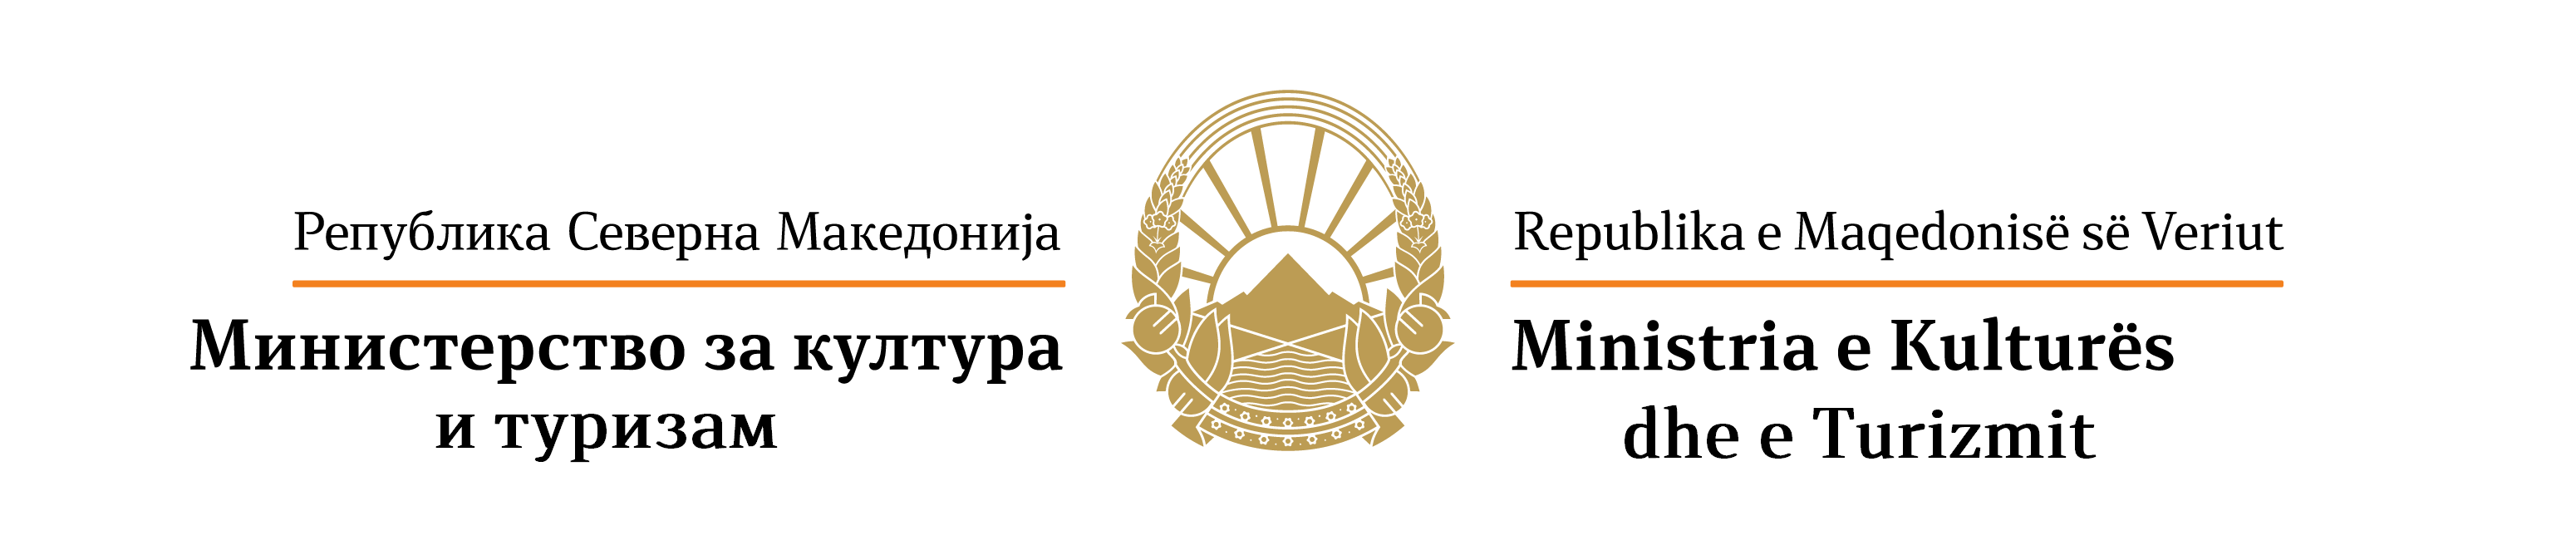 Република Северна Македонија
Министерство за култура
и туризам
Republika e Maqedonisë së Veriut
Ministria e Kulturës
dhe e Turizmit